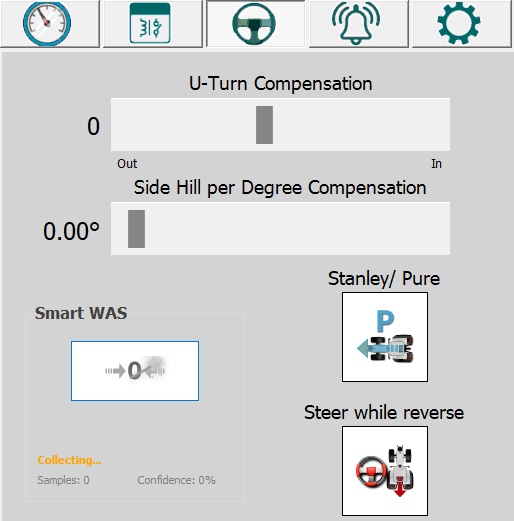 U-Turn Compensation
0
Out In
Side Hill per Degree Compensation
0.00°
Stanley/ Pure
P
Smart WAS
0
Steer while reverse
Collecting...
Samples: 0 Confidence: 0%